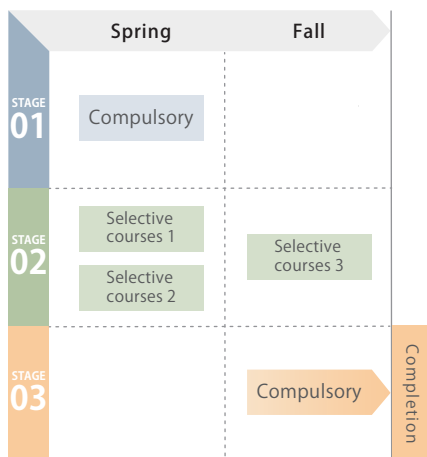 Spring Fall
STAGE
01
Compulsory
STAGE
02
Selective
courses 1
Selective
courses 2
Selective
courses 3
STAGE
03
Compulsory
Completion